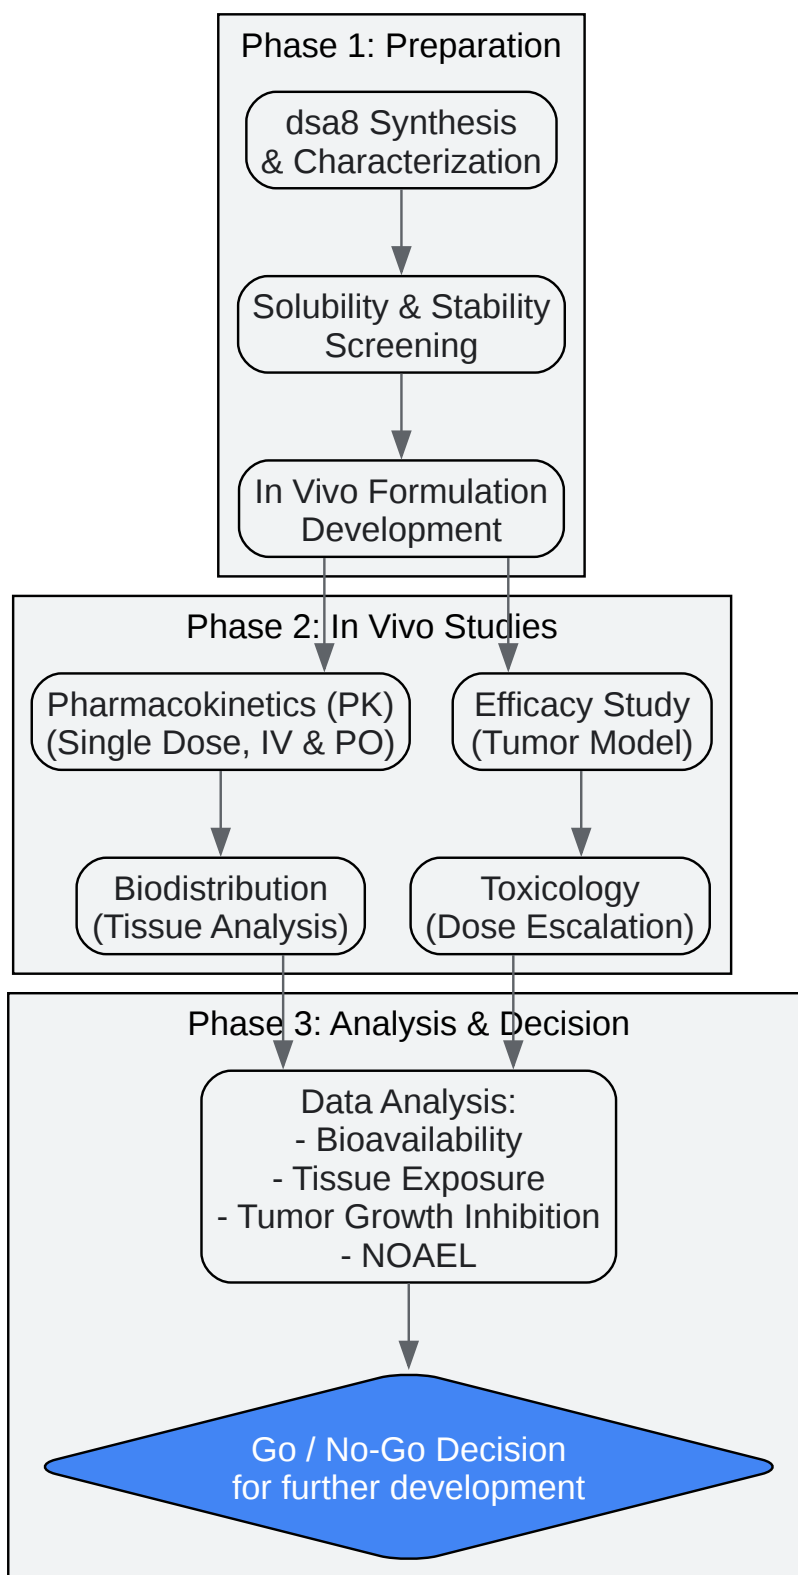 Phase 1: Preparation
dsa8 Synthesis
& Characterization
Solubility & Stability
Screening
In Vivo Formulation
Development
Phase 2: In Vivo Studies
Pharmacokinetics (PK)
(Single Dose, IV & PO)
Efficacy Study
(Tumor Model)
Biodistribution
(Tissue Analysis)
Toxicology
(Dose Escalation)
Phase 3: Analysis & Decision
Data Analysis:
- Bioavailability
- Tissue Exposure
- Tumor Growth Inhibition
- NOAEL
Go / No-Go Decision
for further development